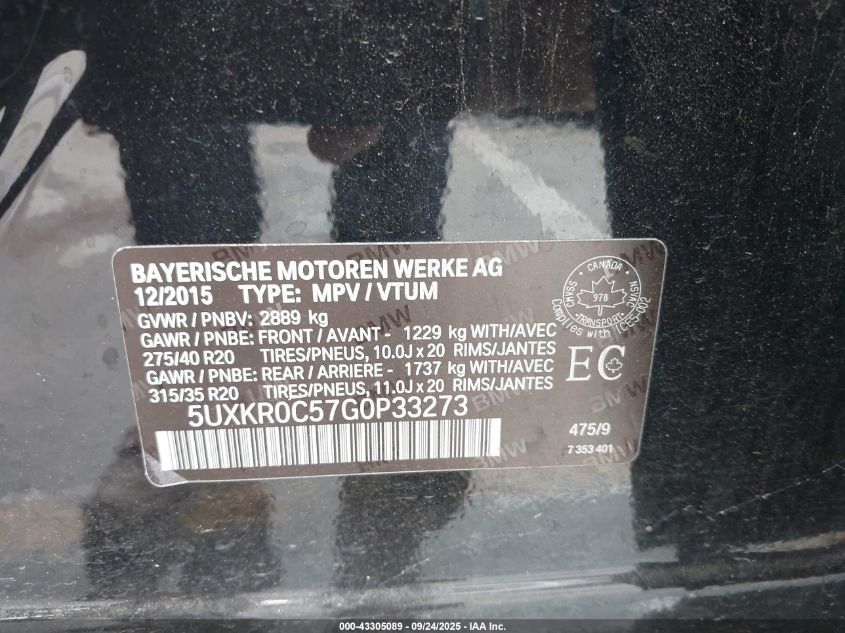 BAYERISCHE MOTOREN WERKE AG
12/2015 TYPE: MPV / VTUM
GVWR / PNBV: 2889 kg
GAWR / PNBE: FRONT / AVANT - 1229 kg WITH/AVEC
275/40 R20 TIRES/PNEUS, 10.0J x 20 RIMS/JANTES
GAWR / PNBE: REAR / ARRIERE - 1737 kg WITH/AVEC
315/35 R20 TIRES/PNEUS, 11.0J x 20 RIMS/JANTES
5UXKR0C57G0P33273
CANADA
CMVSS
NSVAC
978
TRANSPORT
Complies with ICES-002
EC
475/9
7 353 401
BMW
000-43305089 - 09/24/2025 - IAA Inc.